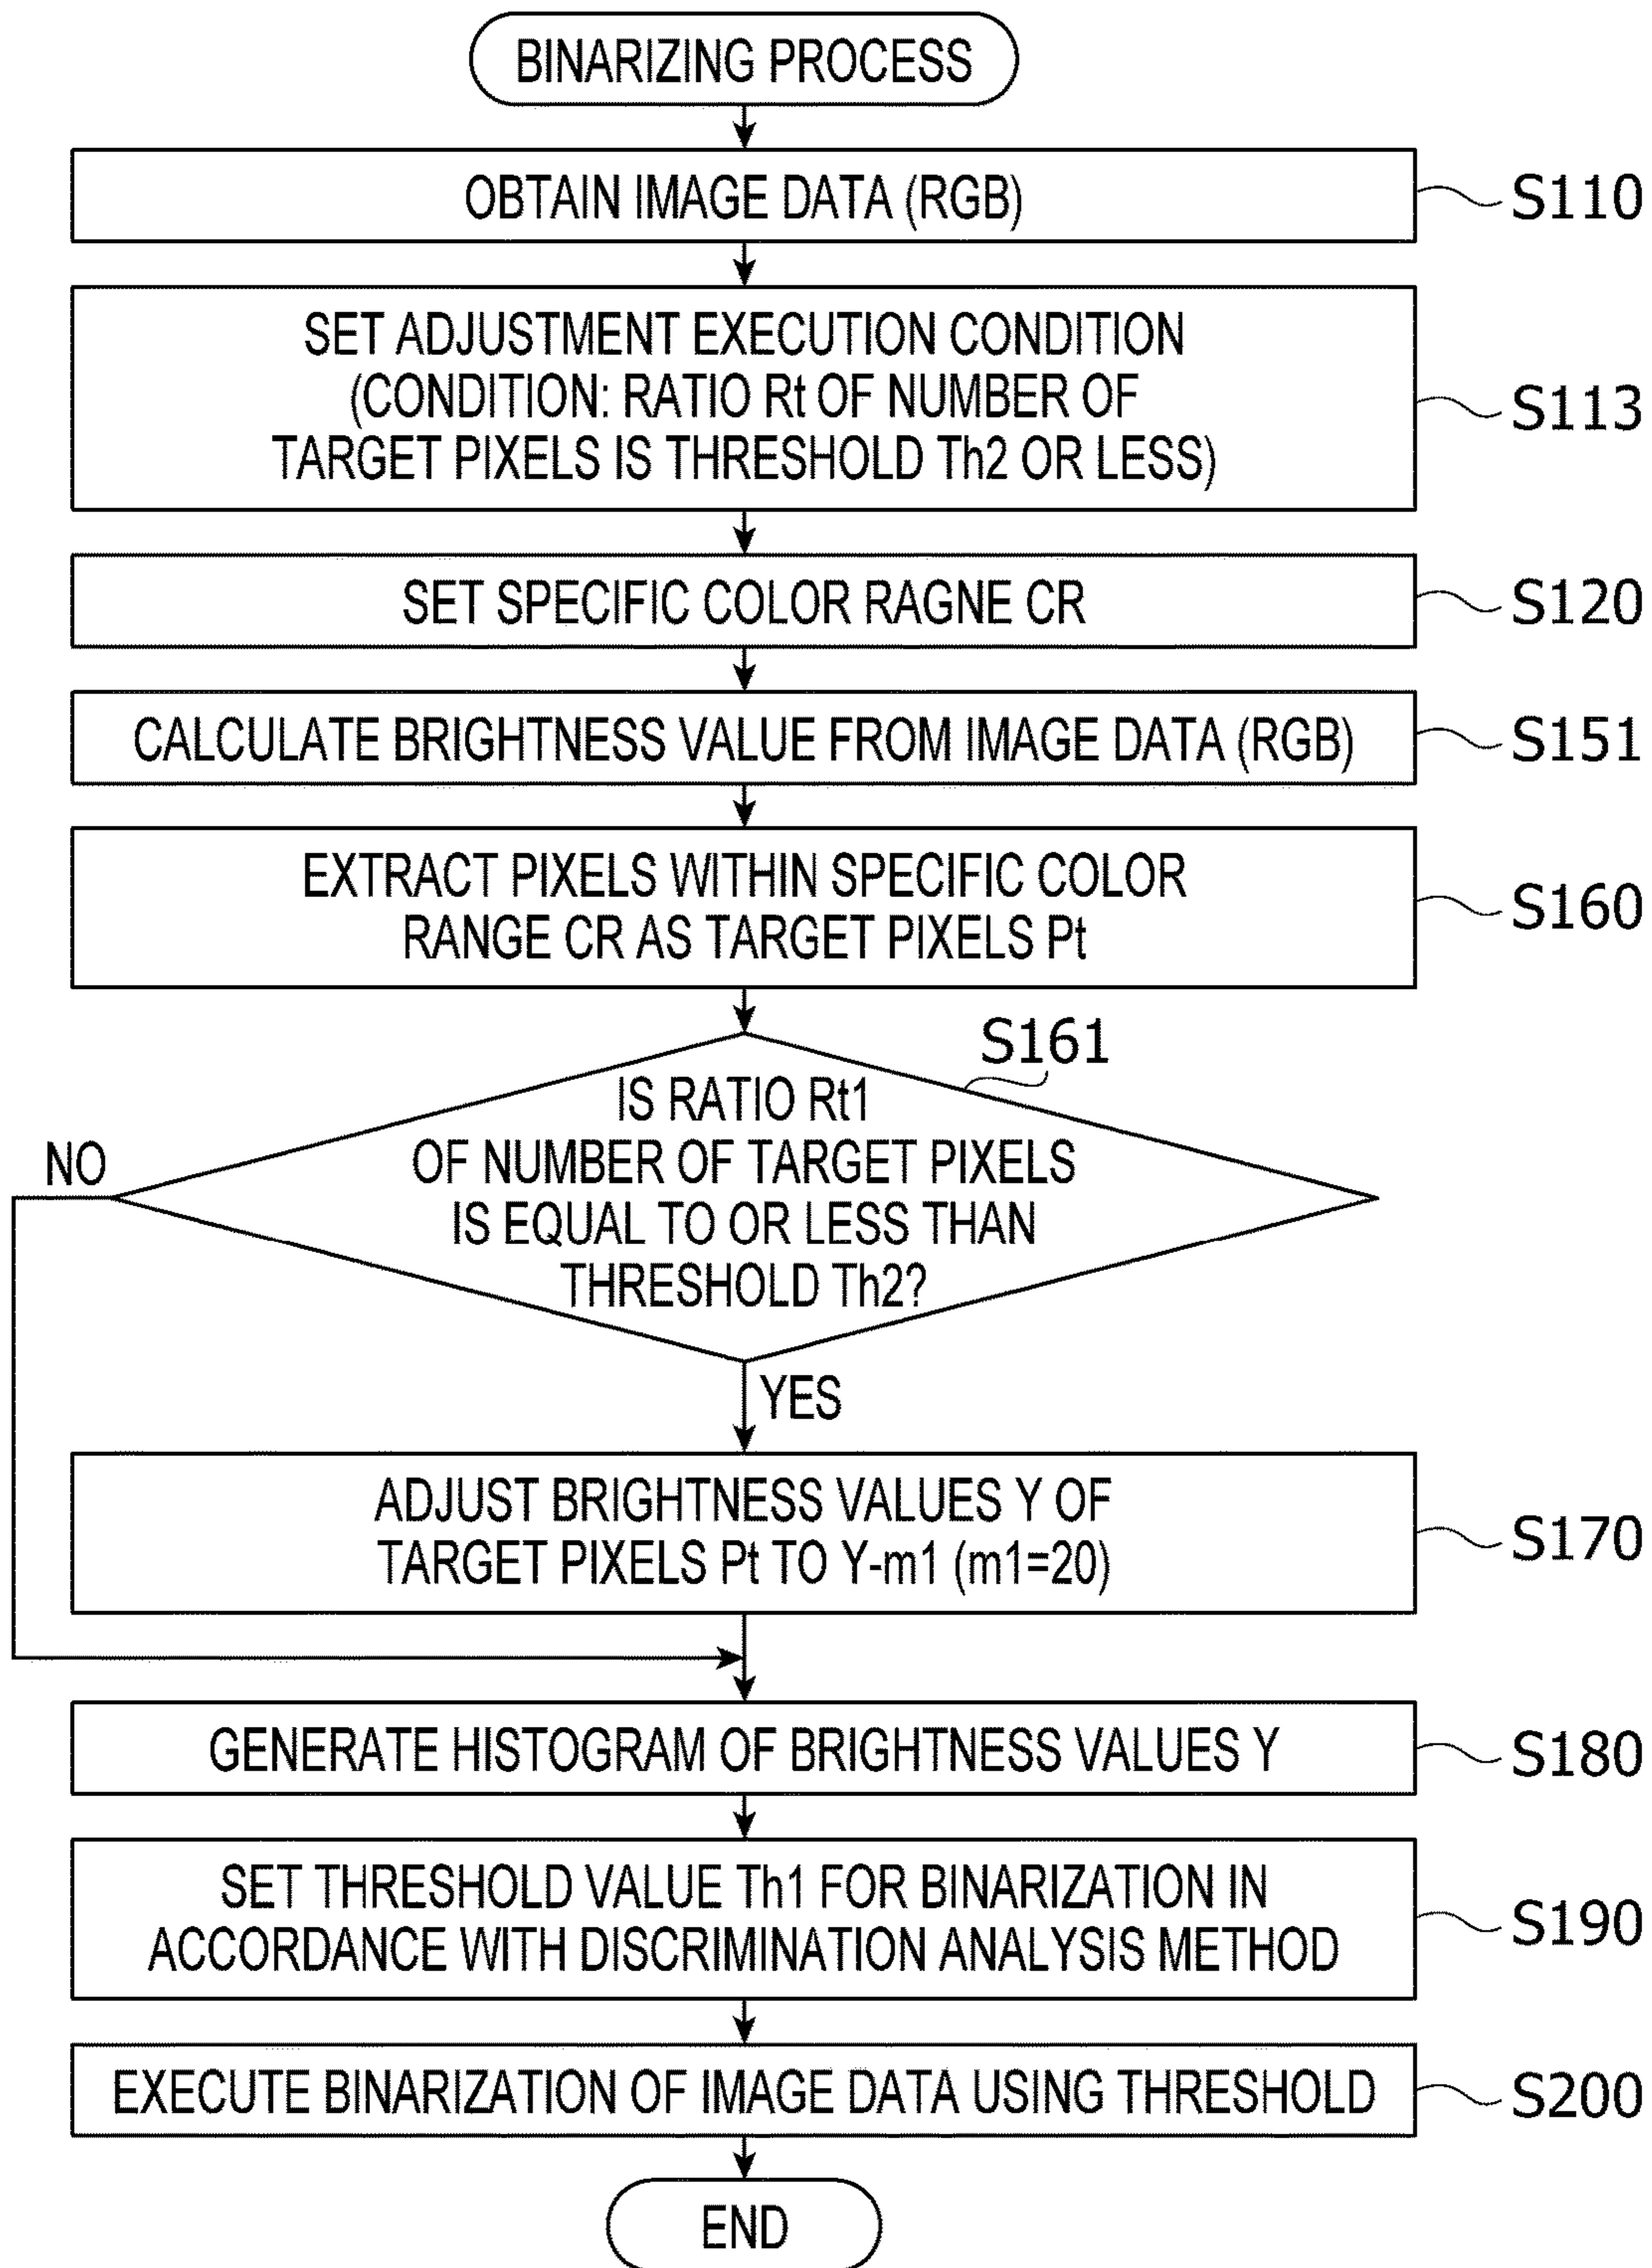 BINARIZING PROCESS
OBTAIN IMAGE DATA (RGB)
S110
SET ADJUSTMENT EXECUTION CONDITION
(CONDITION: RATIO Rt OF NUMBER OF
TARGET PIXELS IS THRESHOLD Th2 OR LESS)
S113
SET SPECIFIC COLOR RAGNE CR
S120
CALCULATE BRIGHTNESS VALUE FROM IMAGE DATA (RGB)
S151
EXTRACT PIXELS WITHIN SPECIFIC COLOR
RANGE CR AS TARGET PIXELS Pt
S160
S161
IS RATIO Rt1
OF NUMBER OF TARGET PIXELS
IS EQUAL TO OR LESS THAN
THRESHOLD Th2?
NO
YES
ADJUST BRIGHTNESS VALUES Y OF
TARGET PIXELS Pt TO Y-m1 (m1=20)
S170
GENERATE HISTOGRAM OF BRIGHTNESS VALUES Y
S180
SET THRESHOLD VALUE Th1 FOR BINARIZATION IN
ACCORDANCE WITH DISCRIMINATION ANALYSIS METHOD
S190
EXECUTE BINARIZATION OF IMAGE DATA USING THRESHOLD
S200
END